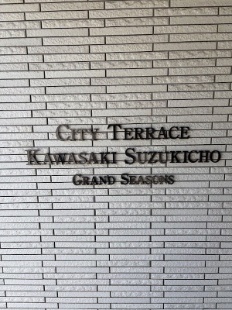 CITY TERRACE
KAWASAKI SUZUKICHO
GRAND SEASONS